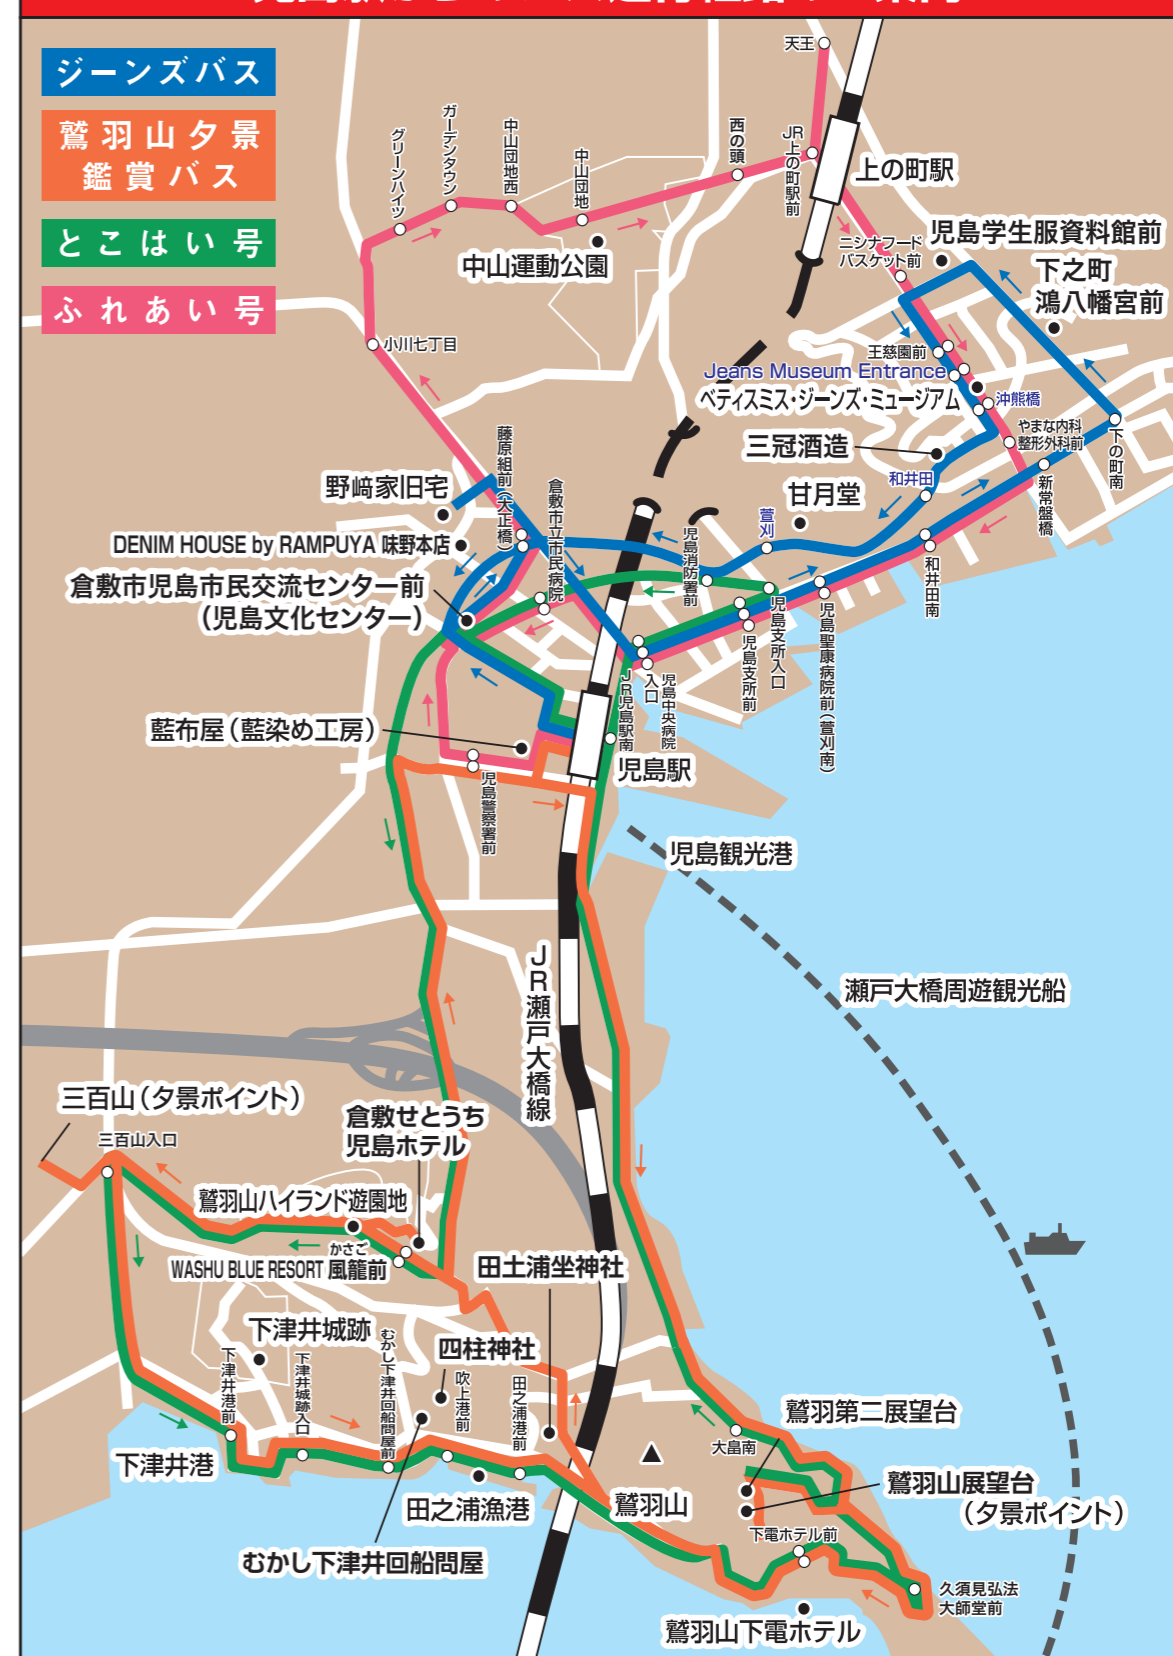 ジーンズバス
鷲羽山夕景
鑑賞バス
とこはい号
ふれあい号
天王
グリーンハイツ
ガーデンタウン
中山団地西
中山団地
西の頭
JR上の町駅前
上の町駅
中山運動公園
ニシナフード
バスケット前
児島学生服資料館前
下之町
鴻八幡宮前
小川七丁目
王慈園前
Jeans Museum Entrance
ベティスミス・ジーンズ・ミュージアム
沖熊橋
やまな内科
整形外科前
下の町南
三冠酒造
和井田
新常盤橋
藤原組前(大正橋)
野﨑家旧宅
倉敷市立市民病院
甘月堂
萱刈
児島消防署前
DENIM HOUSE by RAMPUYA 味野本店
倉敷市児島市民交流センター前
(児島文化センター)
和井田南
児島支所入口
児島支所前
児島聖康病院前(萱刈南)
児島中央病院
入口
JR児島駅南
藍布屋(藍染め工房)
児島駅
児島警察署前
児島観光港
JR瀬戸大橋線
瀬戸大橋周遊観光船
三百山(夕景ポイント)
三百山入口
倉敷せとうち
児島ホテル
鷲羽山ハイランド遊園地
かさご
WASHU BLUE RESORT 風籠前
田土浦坐神社
下津井城跡
四柱神社
下津井港前
下津井城跡入口
むかし下津井回船問屋前
吹上港前
田之浦港前
下津井港
田之浦漁港
むかし下津井回船問屋
鷲羽山
大畠南
鷲羽第二展望台
鷲羽山展望台
(夕景ポイント)
下電ホテル前
久須見弘法
大師堂前
鷲羽山下電ホテル